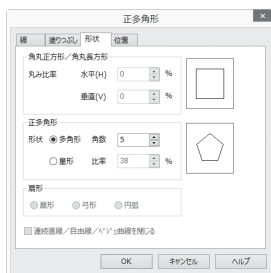 正多角形
線 塗りつぶし 形状 位置
角丸正方形／角丸長方形
丸み比率 水平(H) 0 %
垂直(V) 0 %
正多角形
形状 多角形 角数 5
星形 比率 38 %
扇形
扇形 弓形 円弧
連続直線／自由線／ベジェ曲線を閉じる
OK キャンセル ヘルプ